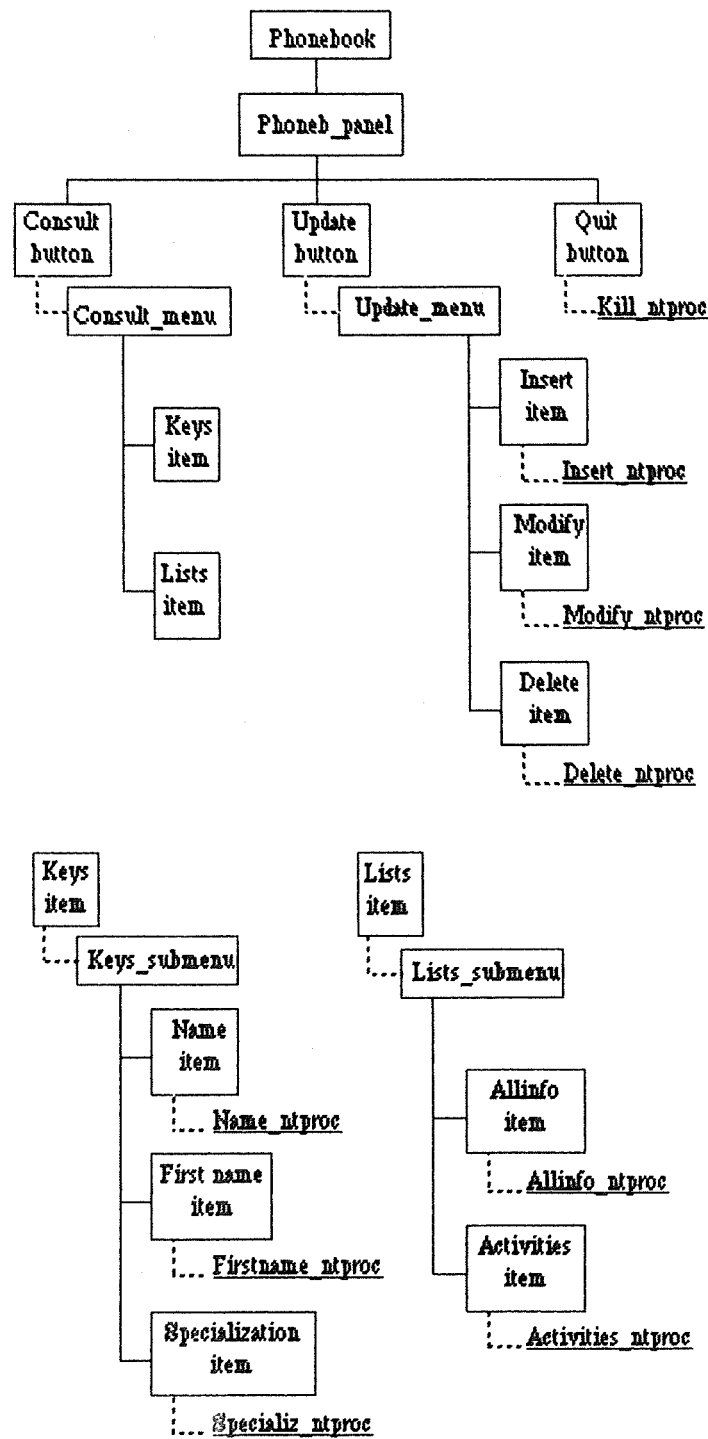 Phonebook
Phoneb_panel
Consult
button
Update
button
Quit
button
Consult_menu
Update_menu
Kill_ntproc
Keys
item
Lists
item
Insert
item
Insert_ntproc
Modify
item
Modify_ntproc
Delete
item
Delete_ntproc
Keys
item
Keys_submenu
Name
item
Name_ntproc
First name
item
Firstname_ntproc
Specialization
item
Specializ_ntproc
Lists
item
Lists_submenu
Allinfo
item
Allinfo_ntproc
Activities
item
Activities_ntproc